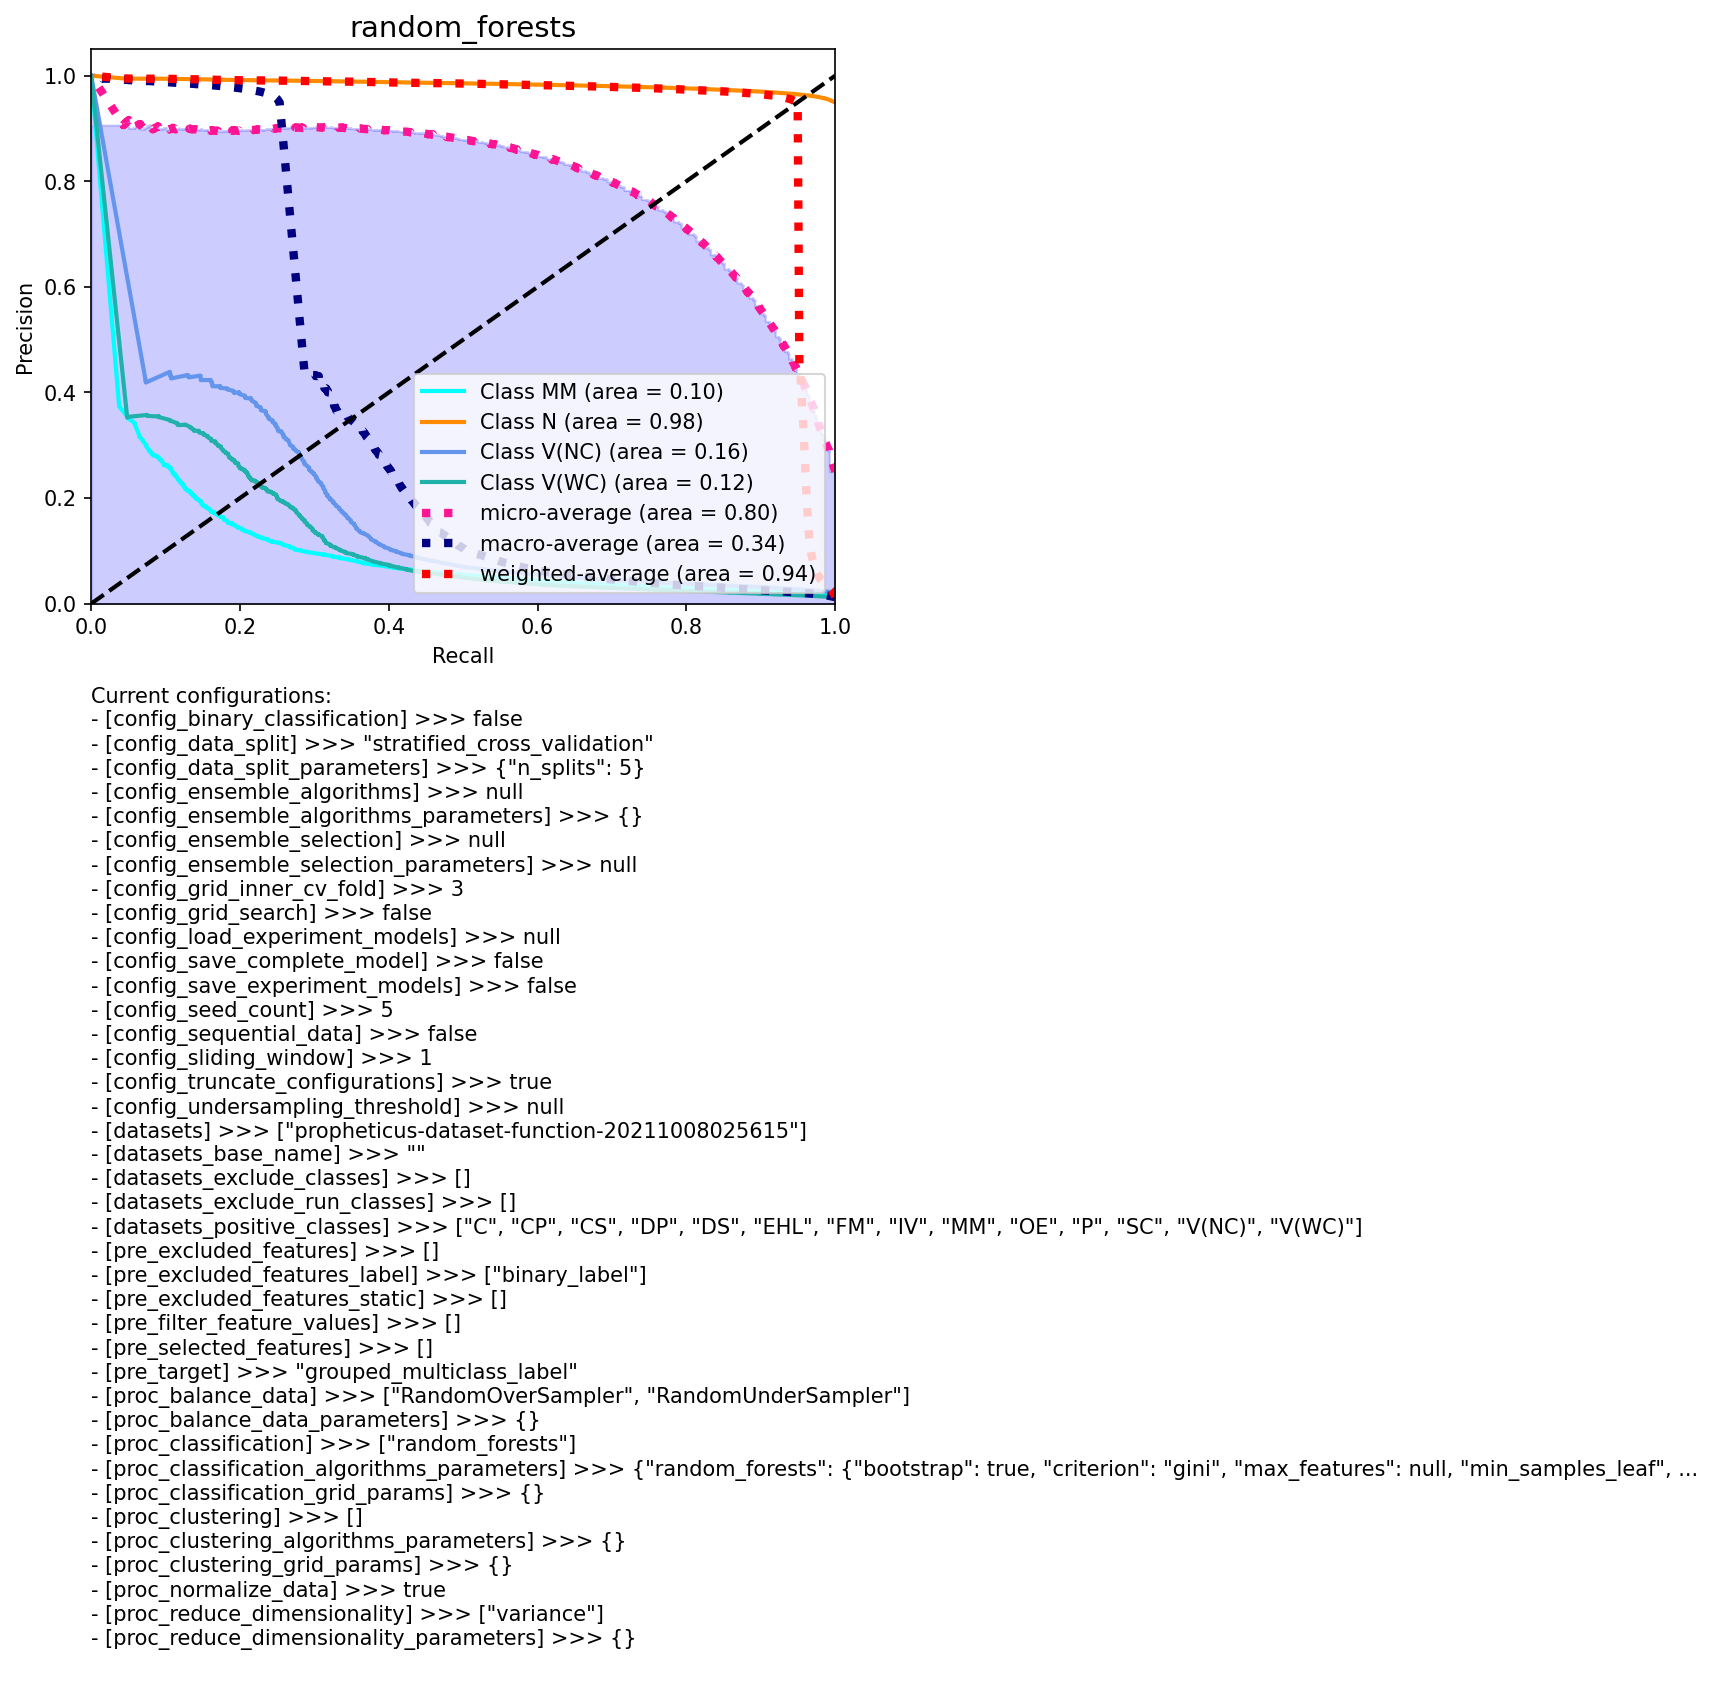 random_forests
1.0
0.8
0.6
0.4
0.2
0.0
Precision
Class MM (area = 0.10)
Class N (area = 0.98)
Class V(NC) (area = 0.16)
Class V(WC) (area = 0.12)
micro-average (area = 0.80)
macro-average (area = 0.34)
weighted-average (area = 0.94)
0.0 0.2 0.4 0.6 0.8 1.0
Recall
Current configurations:
- [config_binary_classification] >>> false
- [config_data_split] >>> "stratified_cross_validation"
- [config_data_split_parameters] >>> {"n_splits": 5}
- [config_ensemble_algorithms] >>> null
- [config_ensemble_algorithms_parameters] >>> {}
- [config_ensemble_selection] >>> null
- [config_ensemble_selection_parameters] >>> null
- [config_grid_inner_cv_fold] >>> 3
- [config_grid_search] >>> false
- [config_load_experiment_models] >>> null
- [config_save_complete_model] >>> false
- [config_save_experiment_models] >>> false
- [config_seed_count] >>> 5
- [config_sequential_data] >>> false
- [config_sliding_window] >>> 1
- [config_truncate_configurations] >>> true
- [config_undersampling_threshold] >>> null
- [datasets] >>> ["propheticus-dataset-function-20211008025615"]
- [datasets_base_name] >>> ""
- [datasets_exclude_classes] >>> []
- [datasets_exclude_run_classes] >>> []
- [datasets_positive_classes] >>> ["C", "CP", "CS", "DP", "DS", "EHL", "FM", "IV", "MM", "OE", "P", "SC", "V(NC)", "V(WC)"]
- [pre_excluded_features] >>> []
- [pre_excluded_features_label] >>> ["binary_label"]
- [pre_excluded_features_static] >>> []
- [pre_filter_feature_values] >>> []
- [pre_selected_features] >>> []
- [pre_target] >>> "grouped_multiclass_label"
- [proc_balance_data] >>> ["RandomOverSampler", "RandomUnderSampler"]
- [proc_balance_data_parameters] >>> {}
- [proc_classification] >>> ["random_forests"]
- [proc_classification_algorithms_parameters] >>> {"random_forests": {"bootstrap": true, "criterion": "gini", "max_features": null, "min_samples_leaf", ...
- [proc_classification_grid_params] >>> {}
- [proc_clustering] >>> []
- [proc_clustering_algorithms_parameters] >>> {}
- [proc_clustering_grid_params] >>> {}
- [proc_normalize_data] >>> true
- [proc_reduce_dimensionality] >>> ["variance"]
- [proc_reduce_dimensionality_parameters] >>> {}